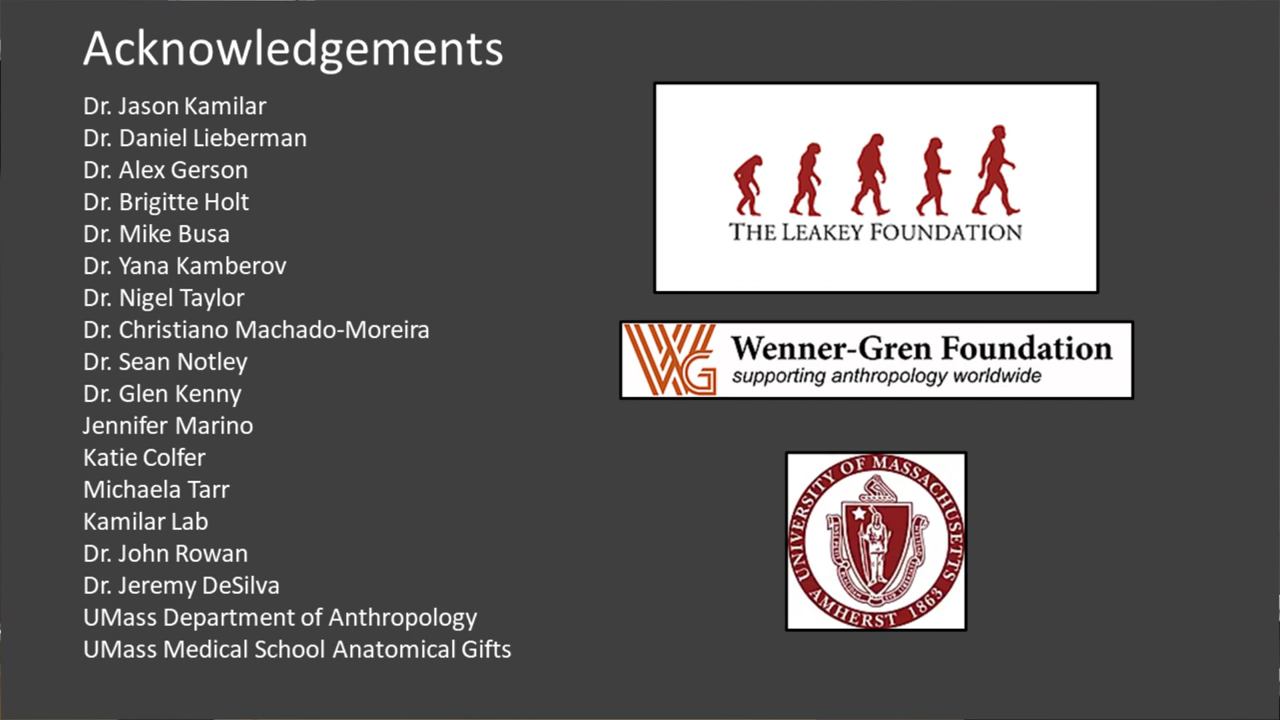 Acknowledgements
Dr. Jason Kamilar
Dr. Daniel Lieberman
Dr. Alex Gerson
Dr. Brigitte Holt
Dr. Mike Busa
Dr. Yana Kamberov
Dr. Nigel Taylor
Dr. Christiano Machado-Moreira
Dr. Sean Notley
Dr. Glen Kenny
Jennifer Marino
Katie Colfer
Michaela Tarr
Kamilar Lab
Dr. John Rowan
Dr. Jeremy DeSilva
UMass Department of Anthropology
UMass Medical School Anatomical Gifts
THE LEAKEY FOUNDATION
WG
Wenner-Gren Foundation
supporting anthropology worldwide
UNIVERSITY OF MASSACHUSETTS
AMHERST 1863